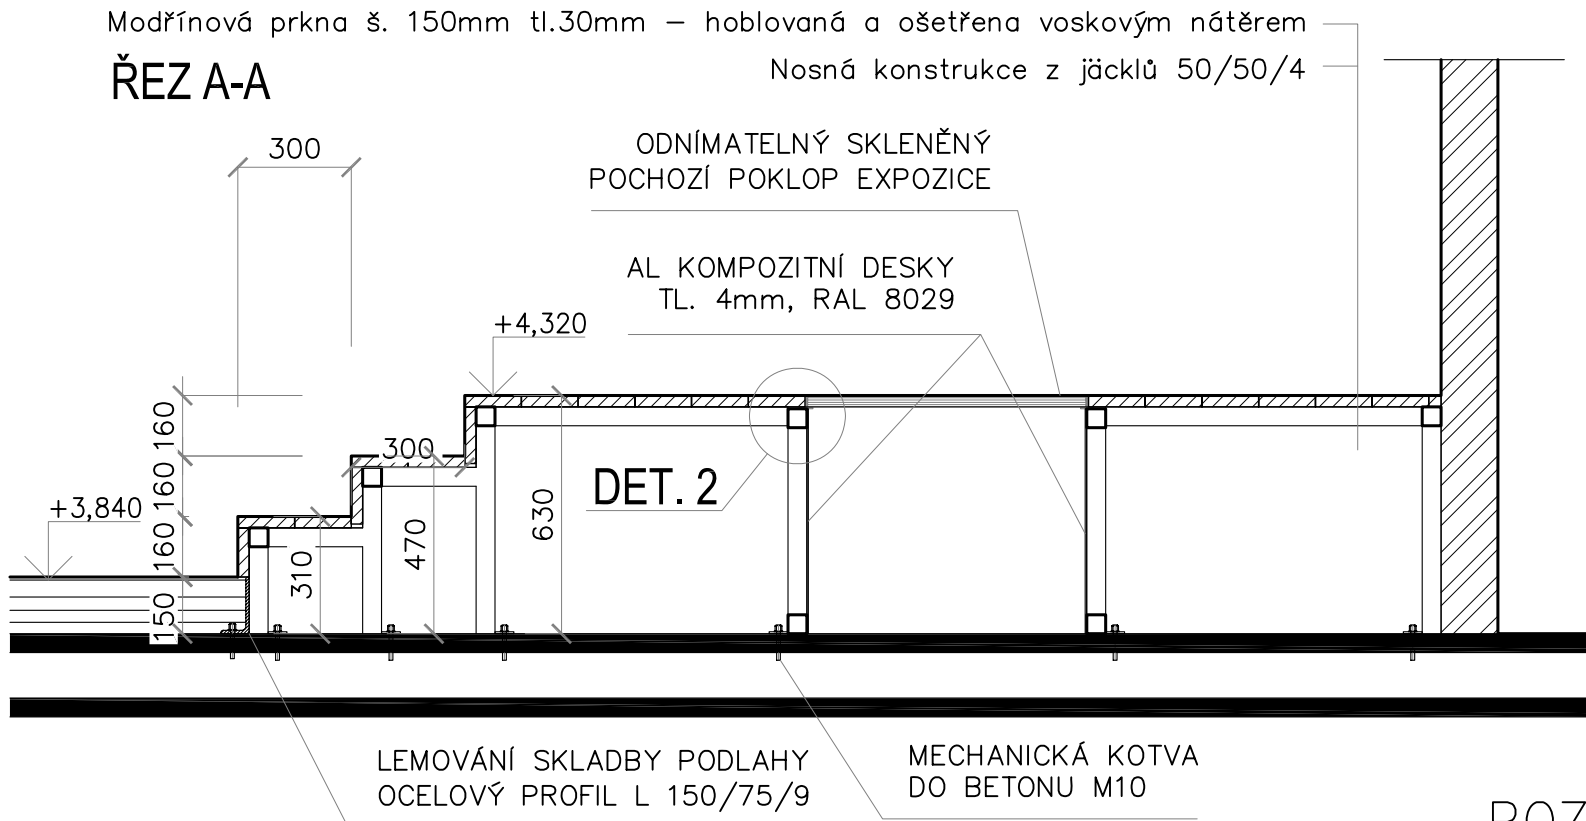 Modřínová prkna š. 150mm tl.30mm – hoblovaná a ošetřena voskovým nátěrem
Nosná konstrukce z jäcklů 50/50/4
ŘEZ A-A
300
ODNÍMATELNÝ SKLENĚNÝ
POCHOZÍ POKLOP EXPOZICE
AL KOMPOZITNÍ DESKY
TL. 4mm, RAL 8029
+4,320
160
300
160
DET. 2
+3,840
630
470
160
310
150
LEMOVÁNÍ SKLADBY PODLAHY
OCELOVÝ PROFIL L 150/75/9
MECHANICKÁ KOTVA
DO BETONU M10